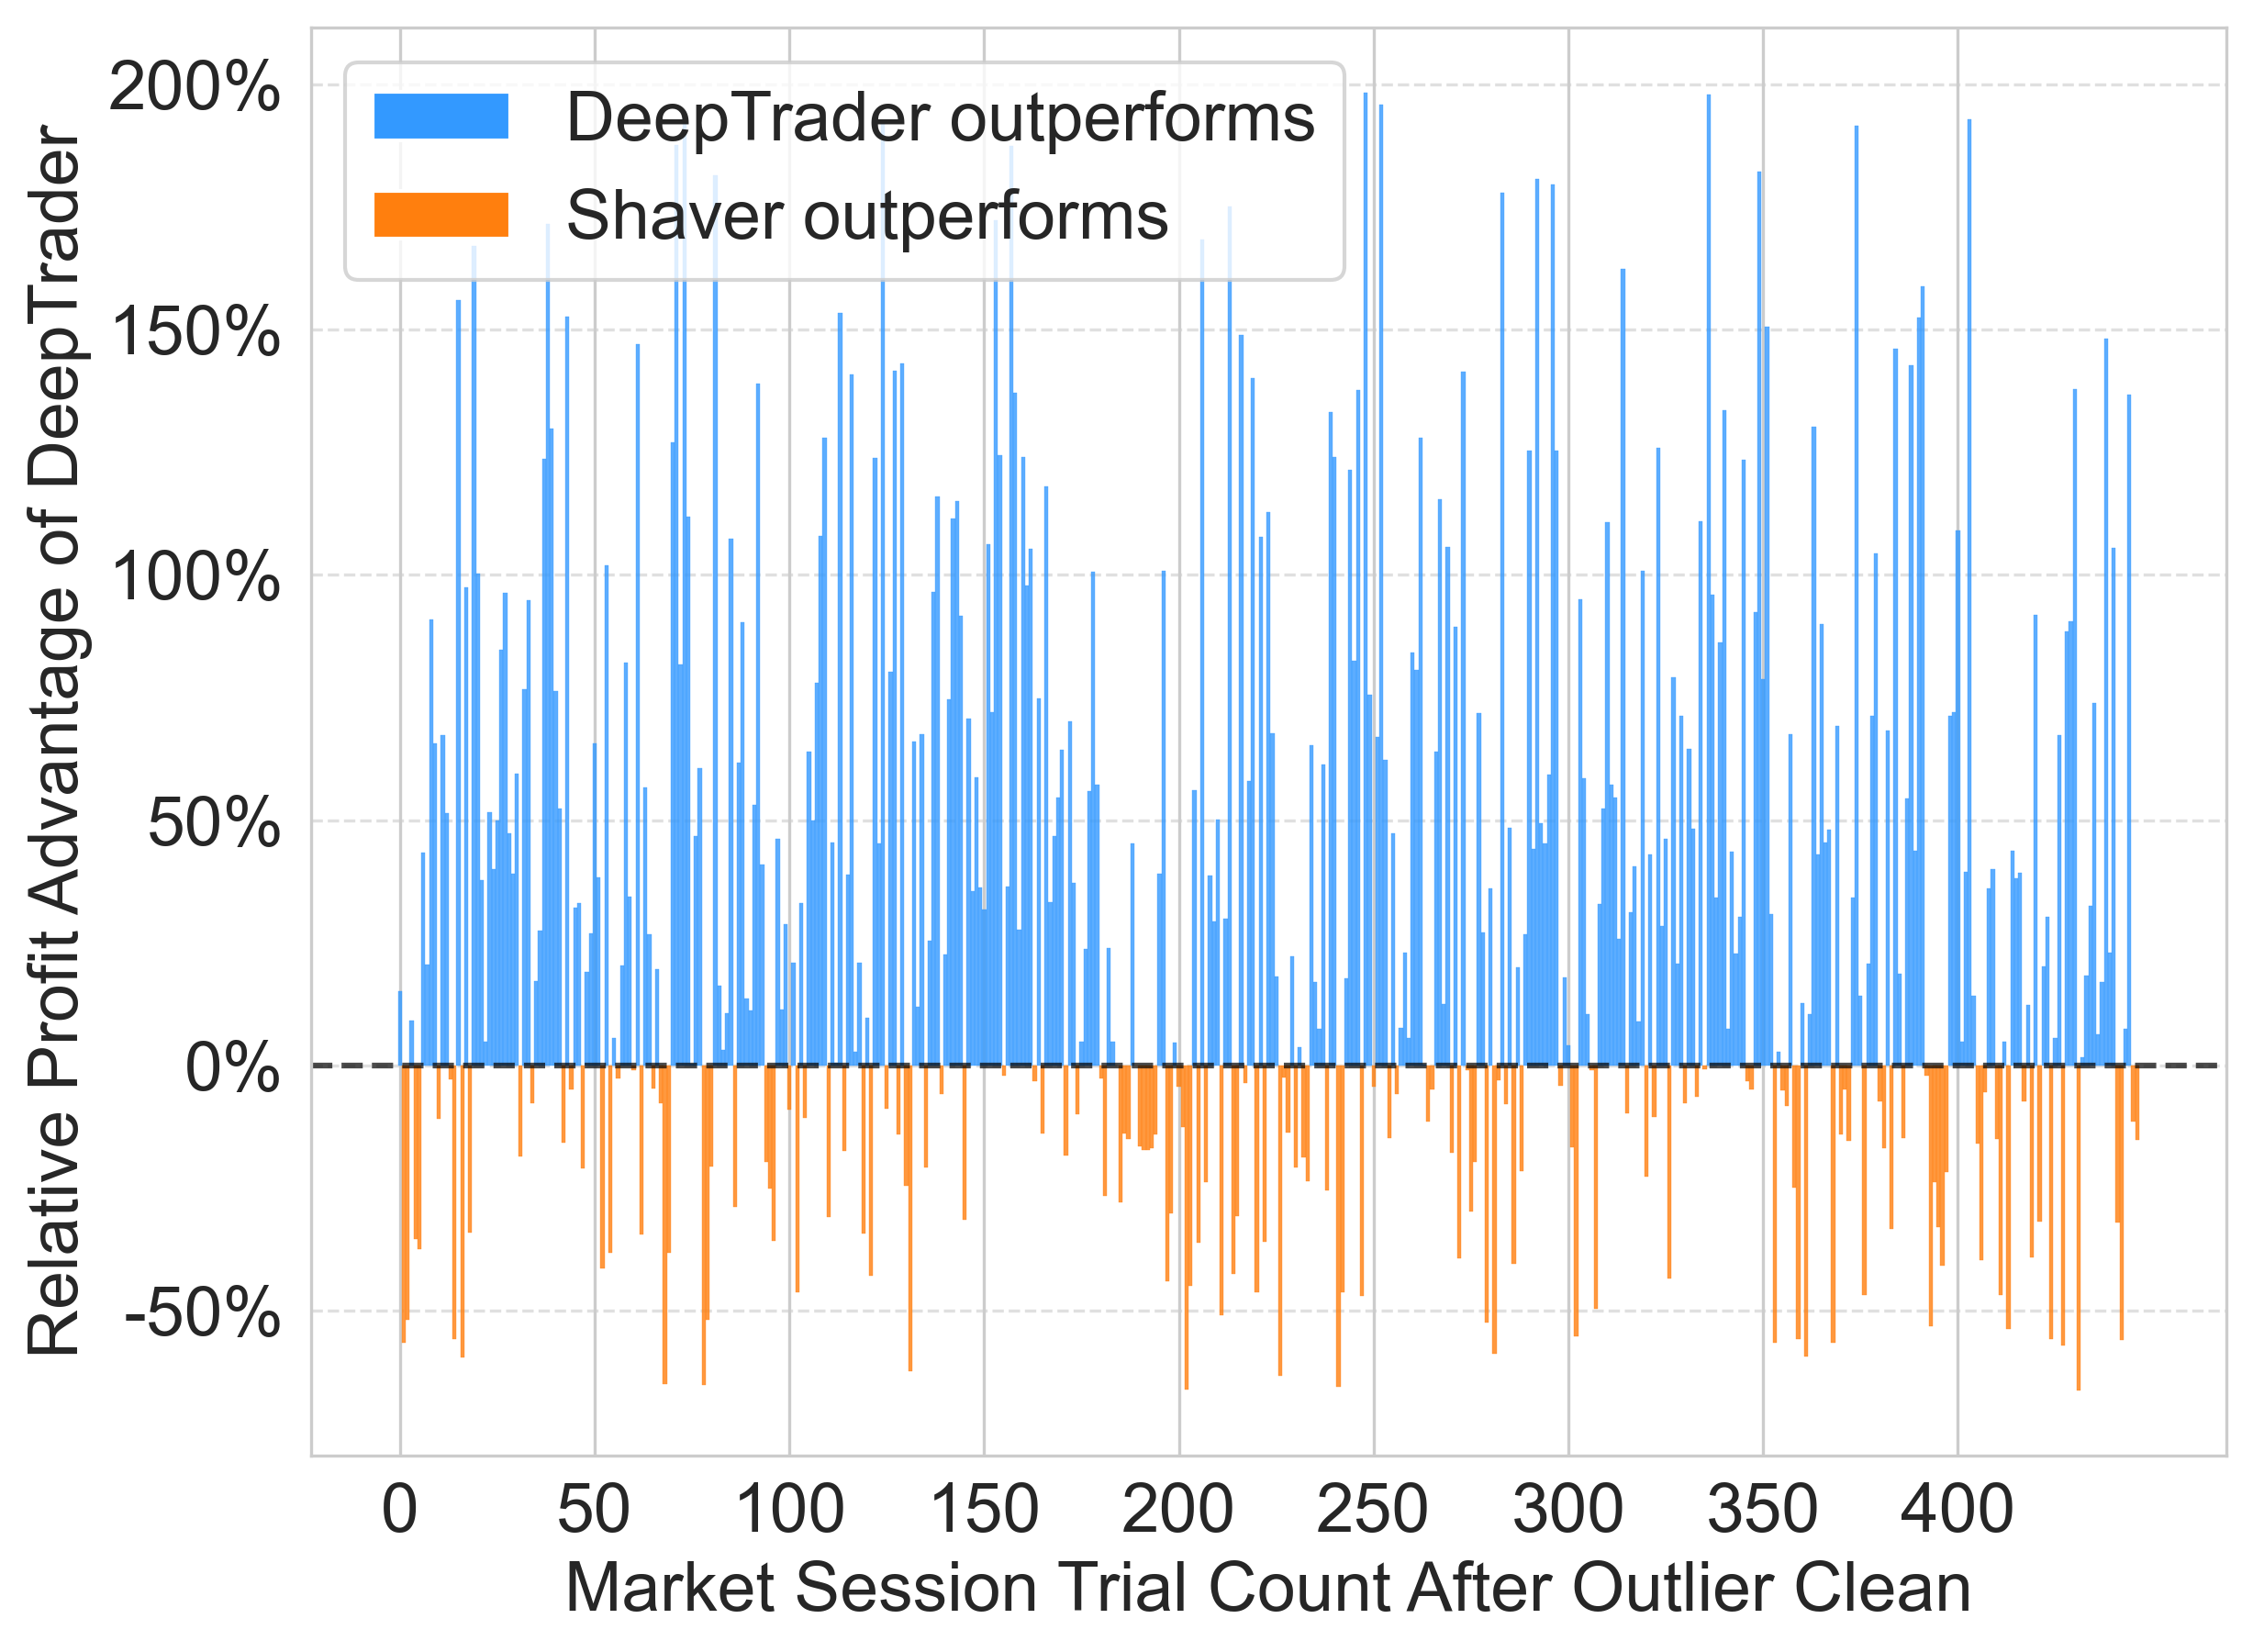 DeepTrader outperforms
Shaver outperforms
Relative Profit Advantage of DeepTrader
200%
150%
100%
50%
0%
-50%
0 50 100 150 200 250 300 350 400
Market Session Trial Count After Outlier Clean